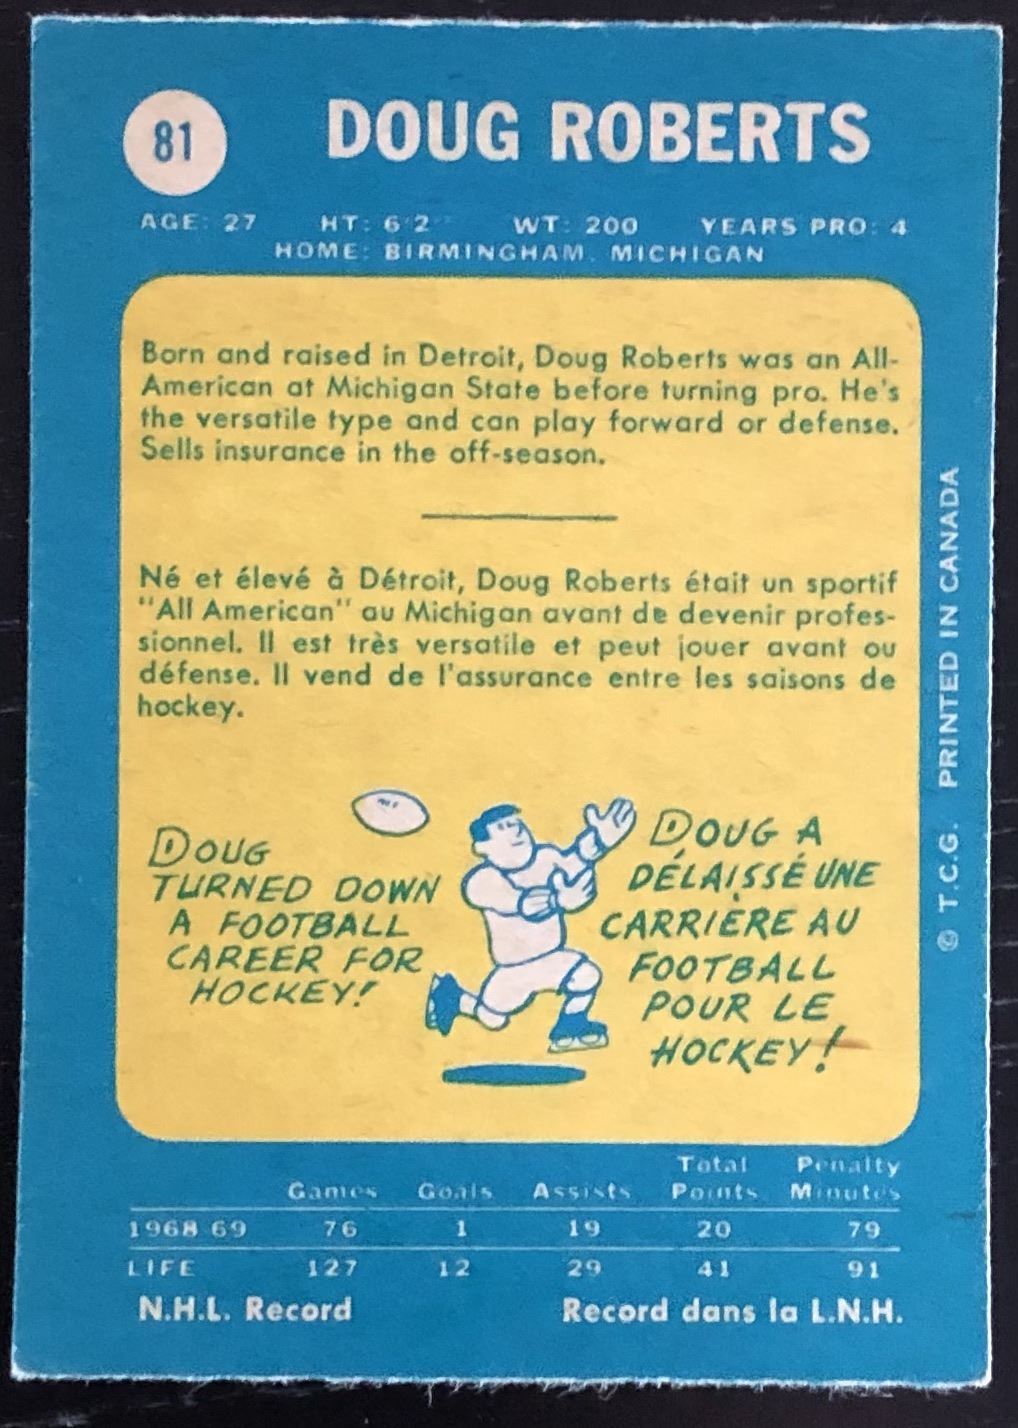 81
DOUG ROBERTS
AGE: 27 HT: 6'2" WT: 200 YEARS PRO: 4
HOME: BIRMINGHAM, MICHIGAN
Born and raised in Detroit, Doug Roberts was an All-
American at Michigan State before turning pro. He's
the versatile type and can play forward or defense.
Sells insurance in the off-season.
Né et élevé à Détroit, Doug Roberts était un sportif
"All American" au Michigan avant de devenir profes-
sionnel. Il est très versatile et peut jouer avant ou
défense. Il vend de l'assurance entre les saisons de
hockey.
DOUG
TURNED DOWN
A FOOTBALL
CAREER FOR
HOCKEY!
DOUG A
DÉLAISSÉ UNE
CARRIÈRE AU
FOOTBALL
POUR LE
HOCKEY!
Games Goals Assists Total Points Penalty Minutes
1968-69 76 1 19 20 79
LIFE 127 12 29 41 91
N.H.L. Record Record dans la L.N.H.
© T.C.G. PRINTED IN CANADA